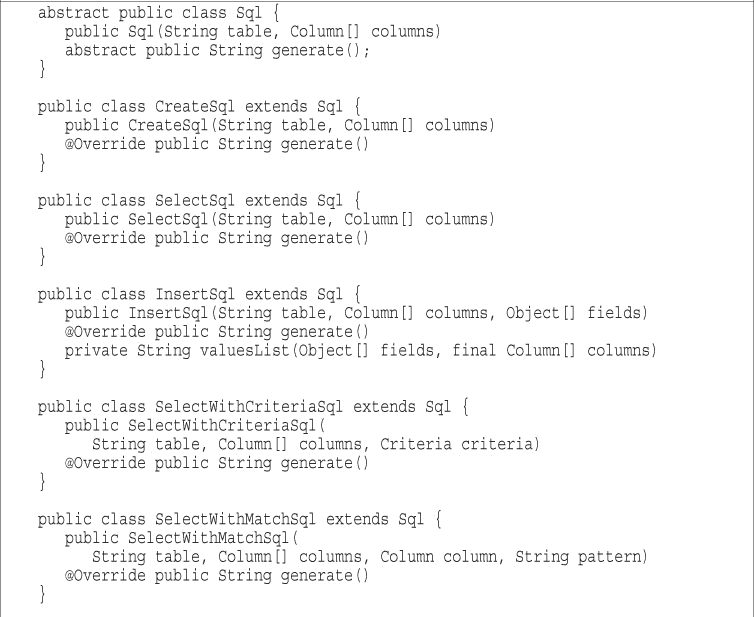 abstract public class Sql {
public Sql(String table, Column[] columns)
abstract public String generate();
}
public class CreateSql extends Sql {
public CreateSql(String table, Column[] columns)
@Override public String generate()
}
public class SelectSql extends Sql {
public SelectSql(String table, Column[] columns)
@Override public String generate()
}
public class InsertSql extends Sql {
public InsertSql(String table, Column[] columns, Object[] fields)
@Override public String generate()
private String valuesList(Object[] fields, final Column[] columns)
}
public class SelectWithCriteriaSql extends Sql {
public SelectWithCriteriaSql(
String table, Column[] columns, Criteria criteria)
@Override public String generate()
}
public class SelectWithMatchSql extends Sql {
public SelectWithMatchSql(
String table, Column[] columns, Column column, String pattern)
@Override public String generate()
}